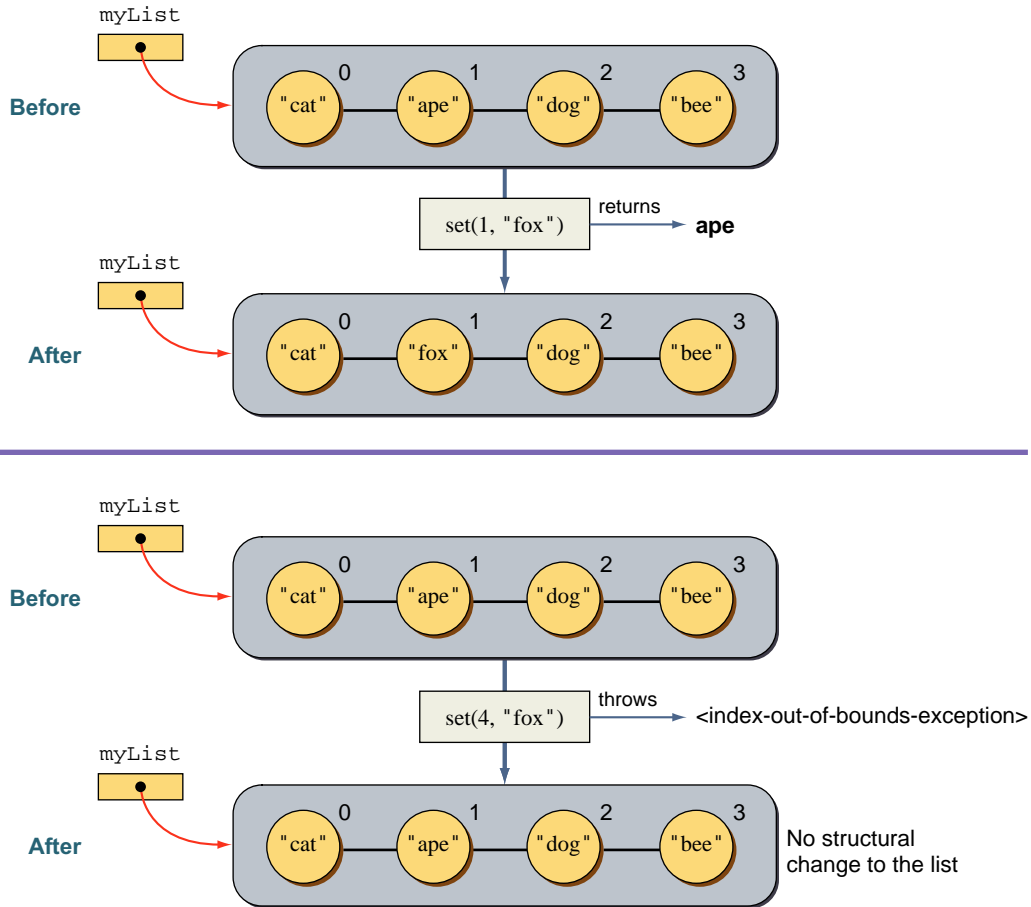 myList
0 1 2 3
Before
"cat" "ape" "dog" "bee"
set(1, "fox")
returns
ape
myList
0 1 2 3
After
"cat" "fox" "dog" "bee"
myList
0 1 2 3
Before
"cat" "ape" "dog" "bee"
set(4, "fox")
throws
<index-out-of-bounds-exception>
myList
0 1 2 3
After
"cat" "ape" "dog" "bee"
No structural
change to the list